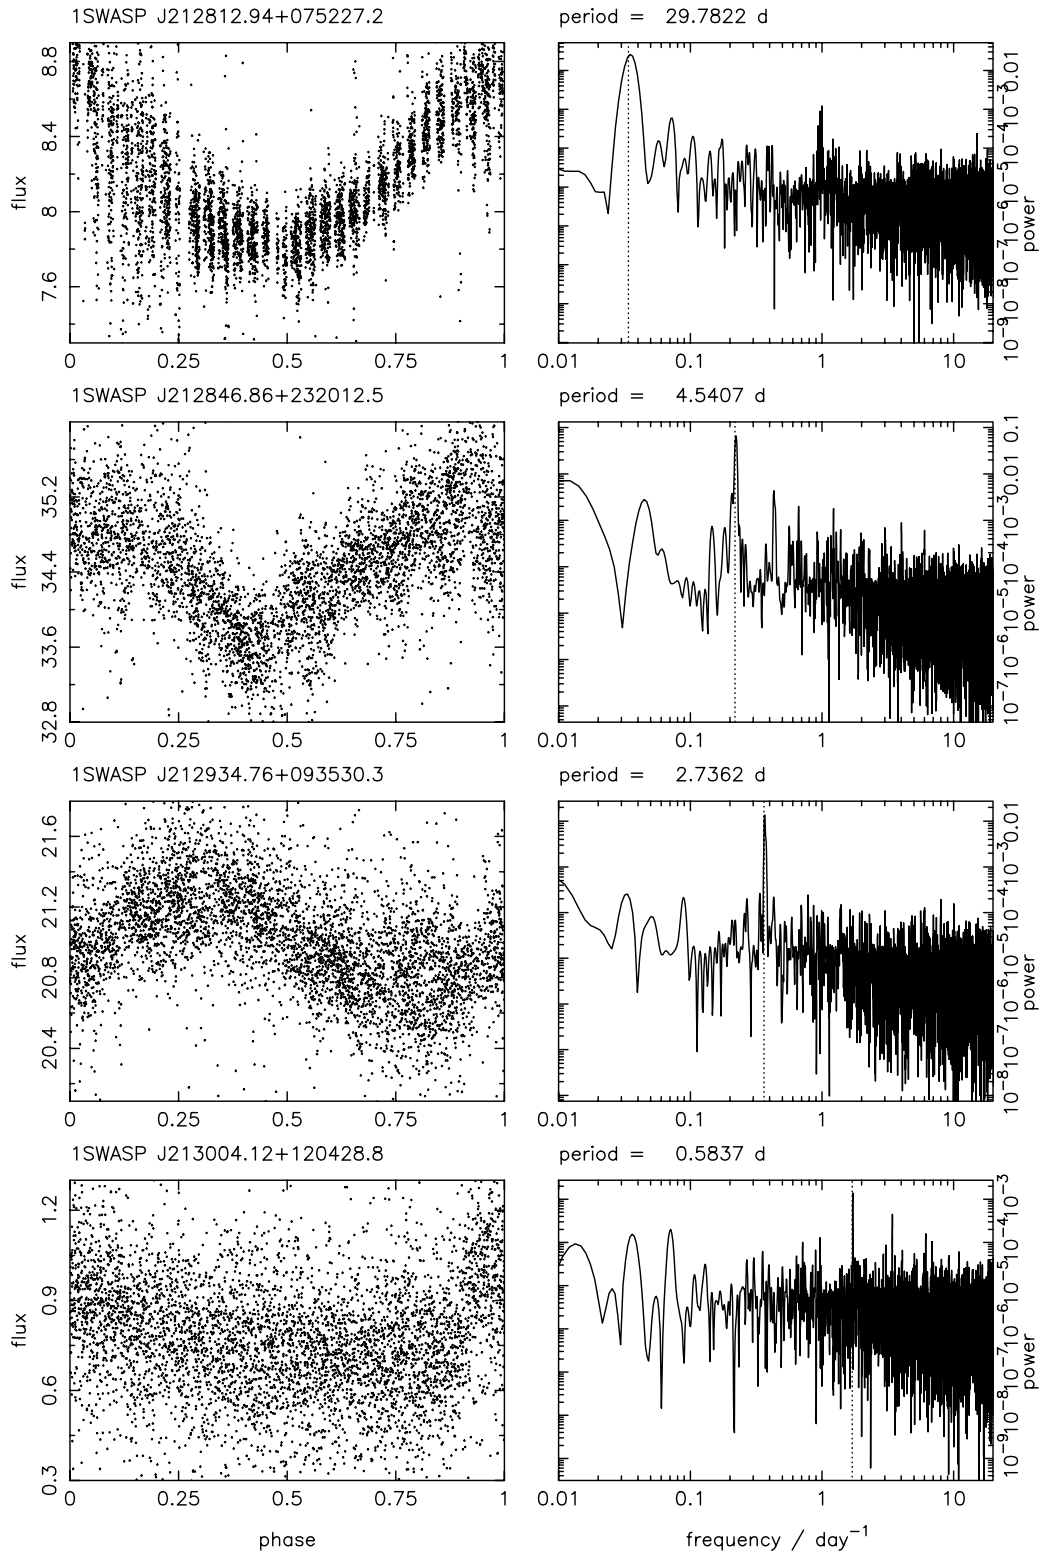 1SWASP J212812.94+075227.2 period = 29.7822 d
flux
8.8
8.4
8
7.6
0 0.25 0.5 0.75 1
power
0.01
10⁻³
10⁻⁴
10⁻⁵
10⁻⁶
10⁻⁷
10⁻⁸
10⁻⁹
0.01 0.1 1 10
1SWASP J212846.86+232012.5 period = 4.5407 d
flux
35.2
34.4
33.6
32.8
0 0.25 0.5 0.75 1
power
0.1
0.01
10⁻³
10⁻⁴
10⁻⁵
10⁻⁶
10⁻⁷
0.01 0.1 1 10
1SWASP J212934.76+093530.3 period = 2.7362 d
flux
21.6
21.2
20.8
20.4
0 0.25 0.5 0.75 1
power
0.01
10⁻³
10⁻⁴
10⁻⁵
10⁻⁶
10⁻⁷
10⁻⁸
0.01 0.1 1 10
1SWASP J213004.12+120428.8 period = 0.5837 d
flux
1.2
0.9
0.6
0.3
0 0.25 0.5 0.75 1
power
10⁻³
10⁻⁴
10⁻⁵
10⁻⁶
10⁻⁷
10⁻⁸
10⁻⁹
0.01 0.1 1 10
phase frequency / day⁻¹